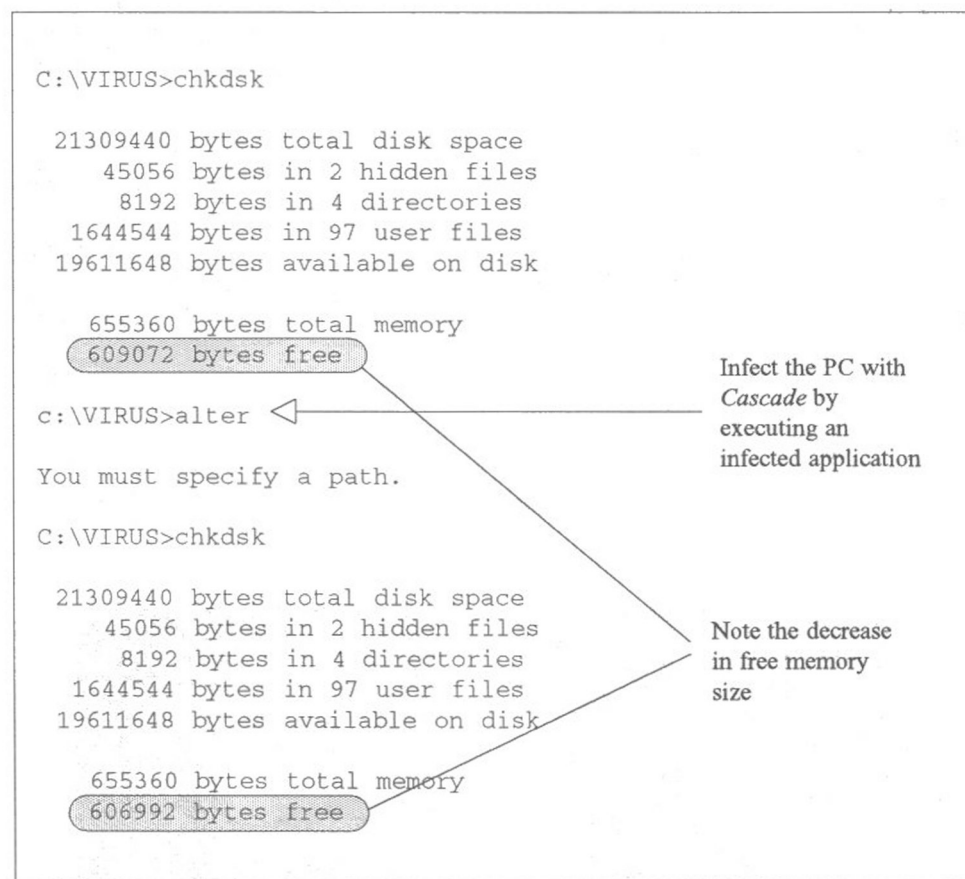 C:\VIRUS>chkdsk
21309440 bytes total disk space
45056 bytes in 2 hidden files
8192 bytes in 4 directories
1644544 bytes in 97 user files
19611648 bytes available on disk
655360 bytes total memory
609072 bytes free
c:\VIRUS>alter
Infect the PC with
Cascade by
executing an
infected application
You must specify a path.
C:\VIRUS>chkdsk
21309440 bytes total disk space
45056 bytes in 2 hidden files
8192 bytes in 4 directories
1644544 bytes in 97 user files
19611648 bytes available on disk
Note the decrease
in free memory
size
655360 bytes total memory
606992 bytes free